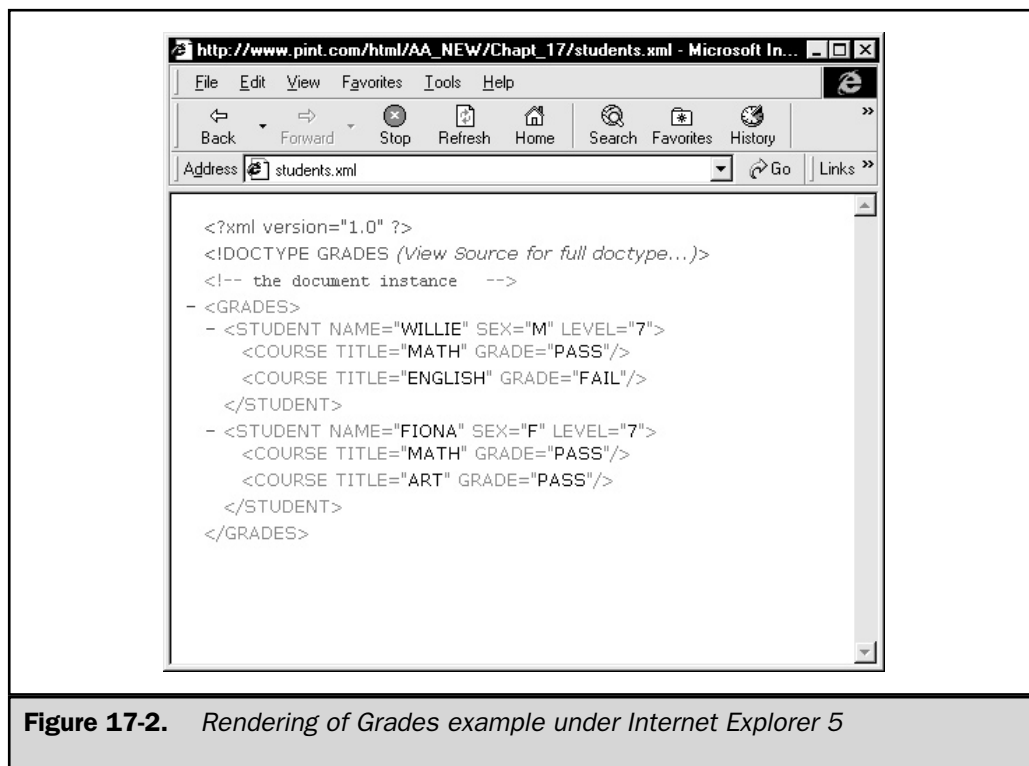 http://www.pint.com/html/AA_NEW/Chapt_17/students.xml - Microsoft In...
File Edit View Favorites Tools Help
Back Forward Stop Refresh Home Search Favorites History »
Address students.xml Go Links »
<?xml version="1.0" ?>
<!DOCTYPE GRADES (View Source for full doctype...)>
<!-- the document instance -->
- <GRADES>
- <STUDENT NAME="WILLIE" SEX="M" LEVEL="7">
<COURSE TITLE="MATH" GRADE="PASS"/>
<COURSE TITLE="ENGLISH" GRADE="FAIL"/>
</STUDENT>
- <STUDENT NAME="FIONA" SEX="F" LEVEL="7">
<COURSE TITLE="MATH" GRADE="PASS"/>
<COURSE TITLE="ART" GRADE="PASS"/>
</STUDENT>
</GRADES>
Figure 17-2. Rendering of Grades example under Internet Explorer 5